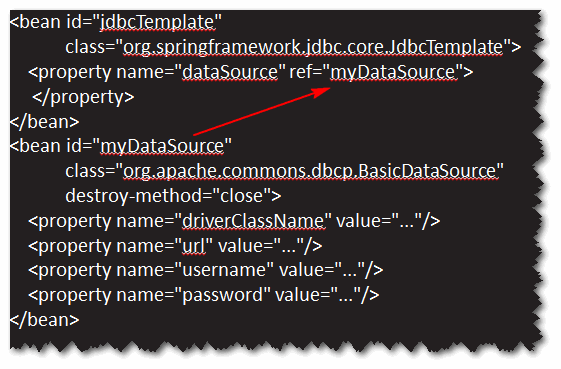 <bean id="jdbcTemplate"
class="org.springframework.jdbc.core.JdbcTemplate">
<property name="dataSource" ref="myDataSource">
</property>
</bean>
<bean id="myDataSource"
class="org.apache.commons.dbcp.BasicDataSource"
destroy-method="close">
<property name="driverClassName" value="..."/>
<property name="url" value="..."/>
<property name="username" value="..."/>
<property name="password" value="..."/>
</bean>